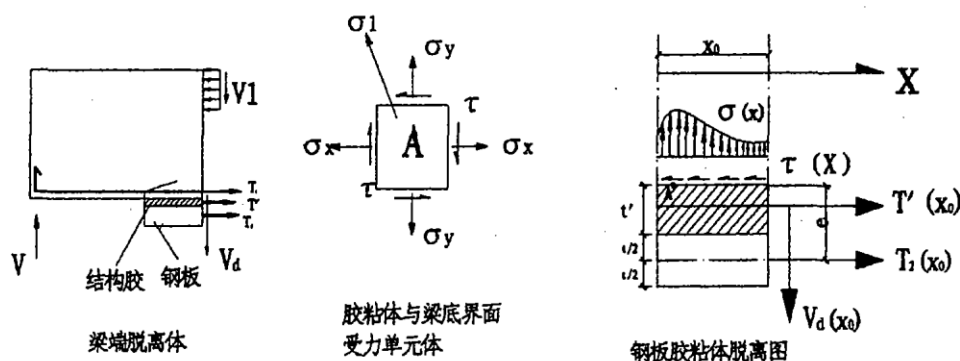 V1
T,
T'
T,
V
Vd
结构胶
钢板
梁端脱离体
σ1
σy
τ
σx
A
σx
τ
σy
胶粘体与梁底界面
受力单元体
X₀
X
σ(x)
τ(X)
t'
T'(x₀)
e
t/2
T₂(x₀)
t/2
Vd(x₀)
钢板胶粘体脱离图